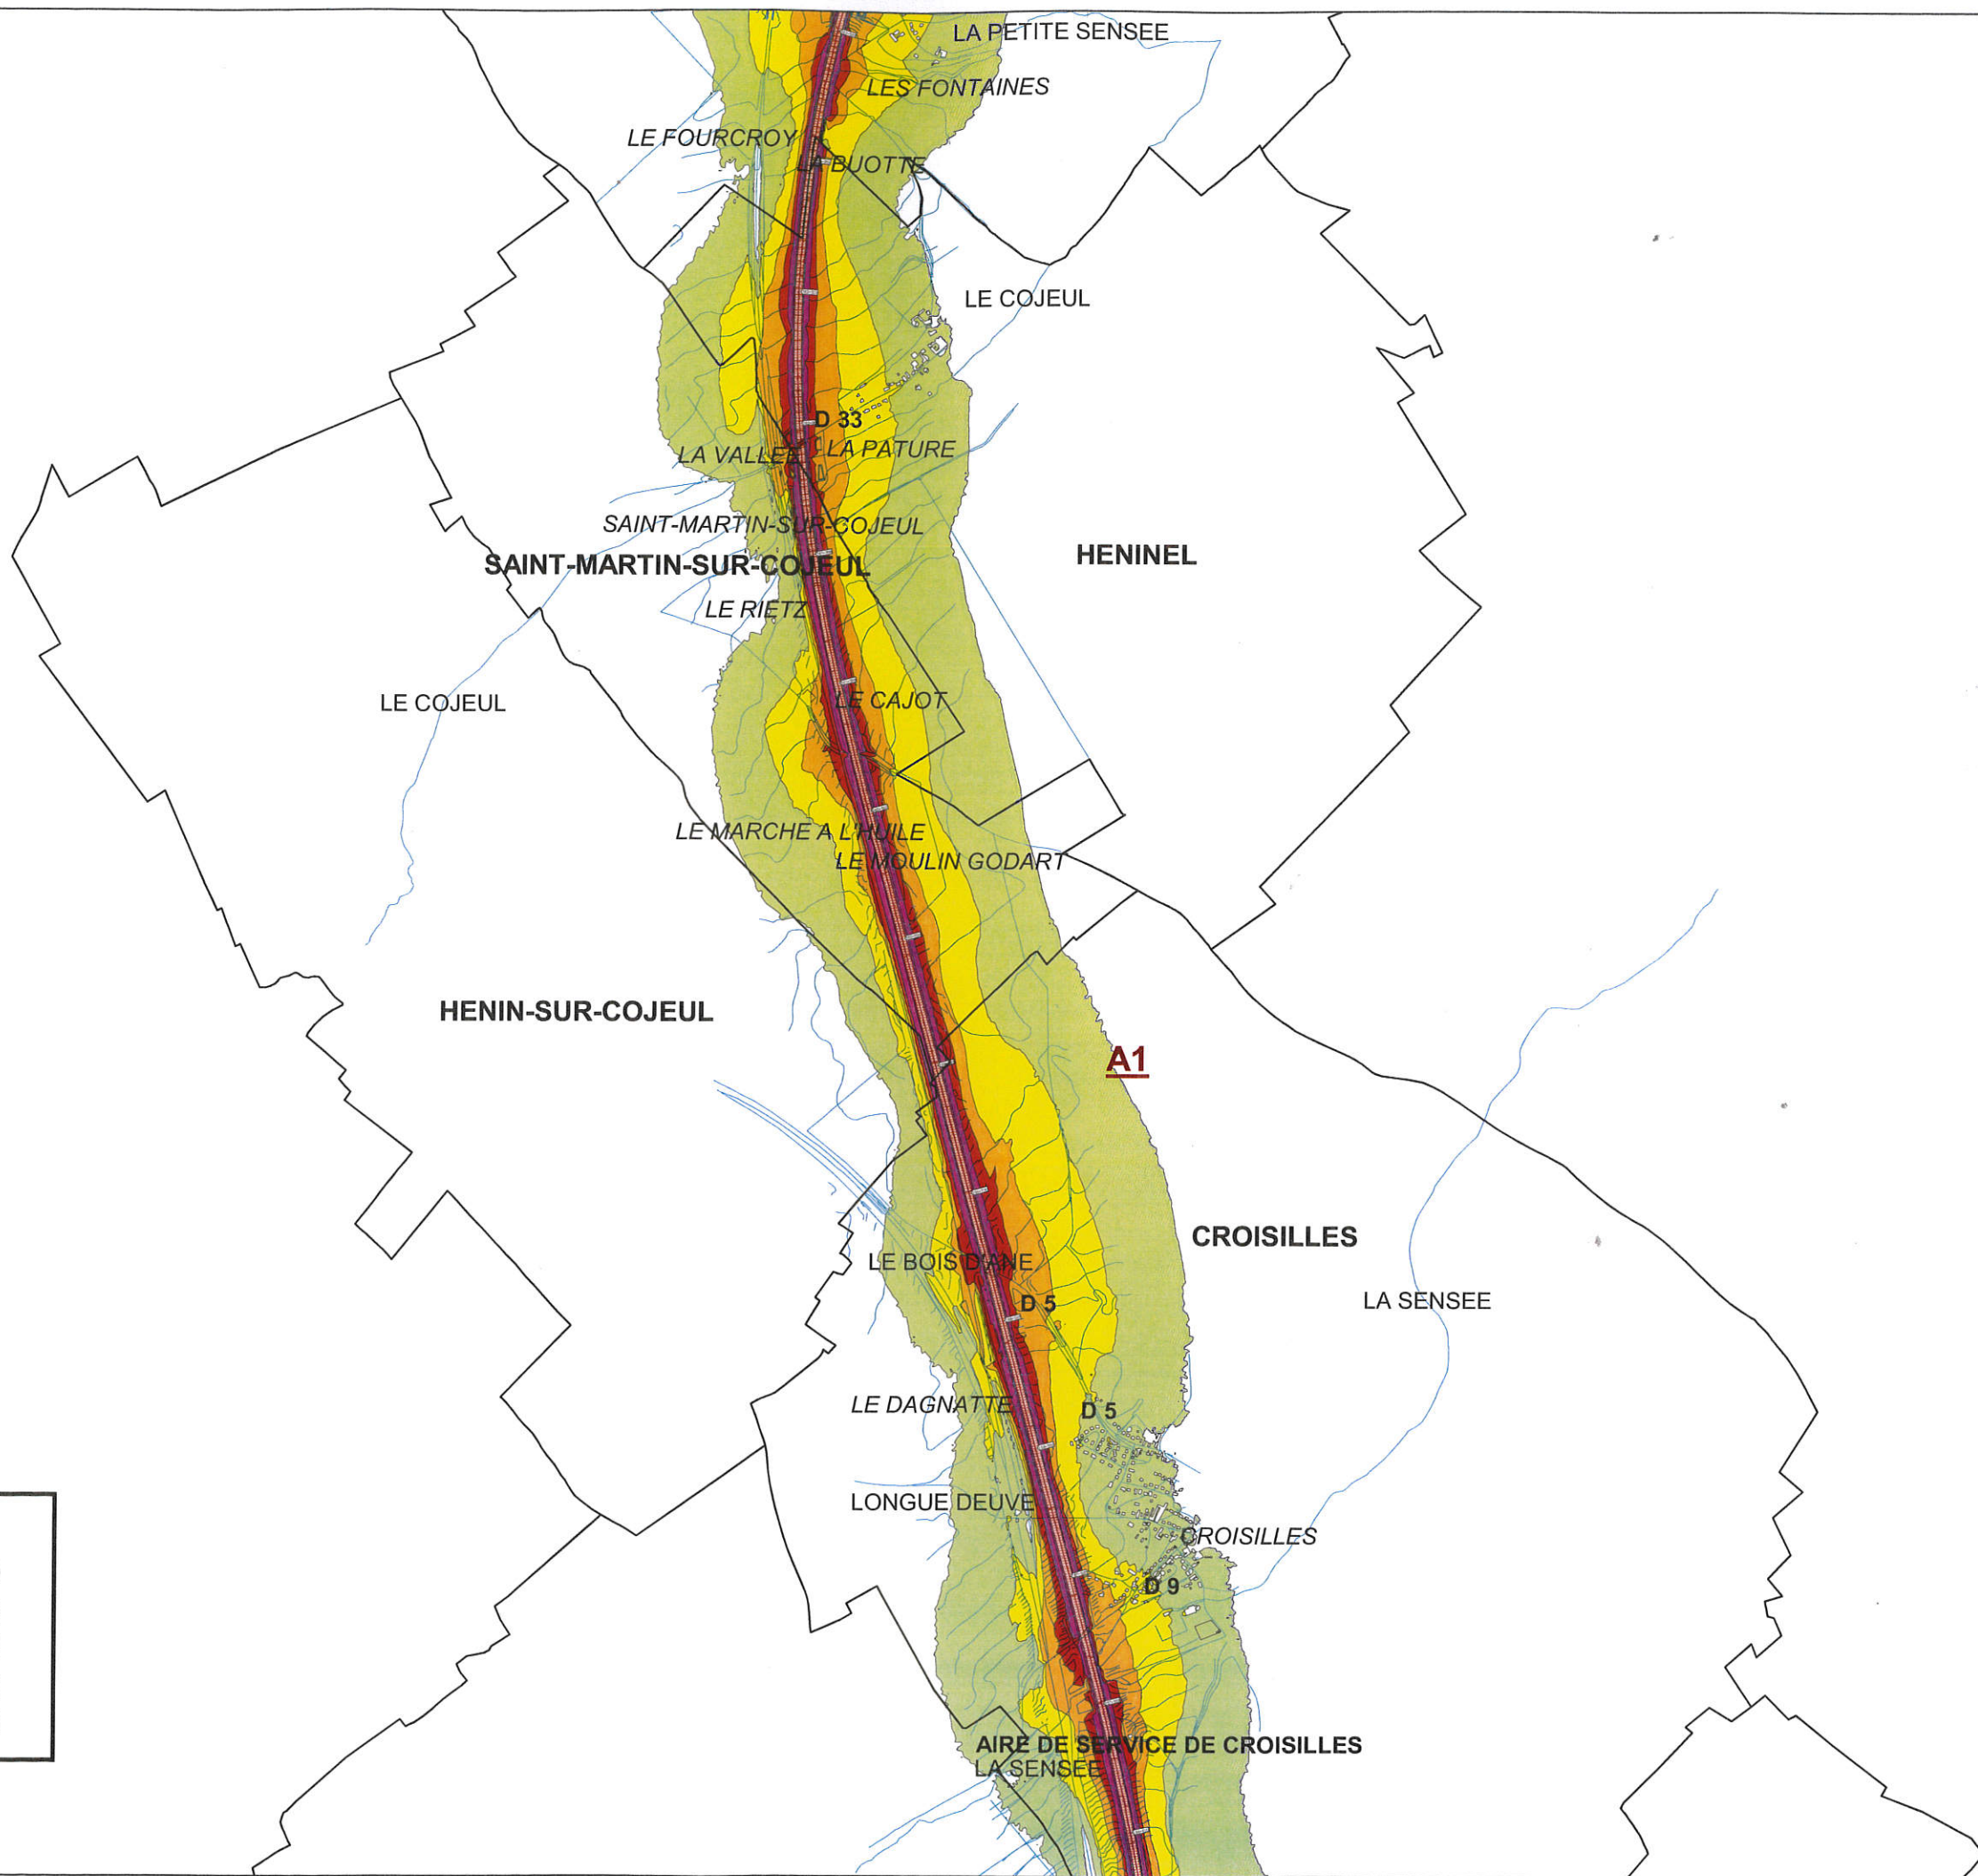 LA PETITE SENSEE
LES FONTAINES
LE FOURCROY
LA BUOTTE
LE COJEUL
D 33
LA VALLEE
LA PATURE
SAINT-MARTIN-SUR-COJEUL
SAINT-MARTIN-SUR-COJEUL
HENINEL
LE RIETZ
LE COJEUL
LE CAJOT
LE MARCHE A L'HUILE
LE MOULIN GODART
HENIN-SUR-COJEUL
A1
CROISILLES
LE BOIS D'ANE
D 5
LA SENSEE
LE DAGNATTE
D 5
LONGUE DEUVE
CROISILLES
D 9
AIRE DE SERVICE DE CROISILLES
LA SENSEE